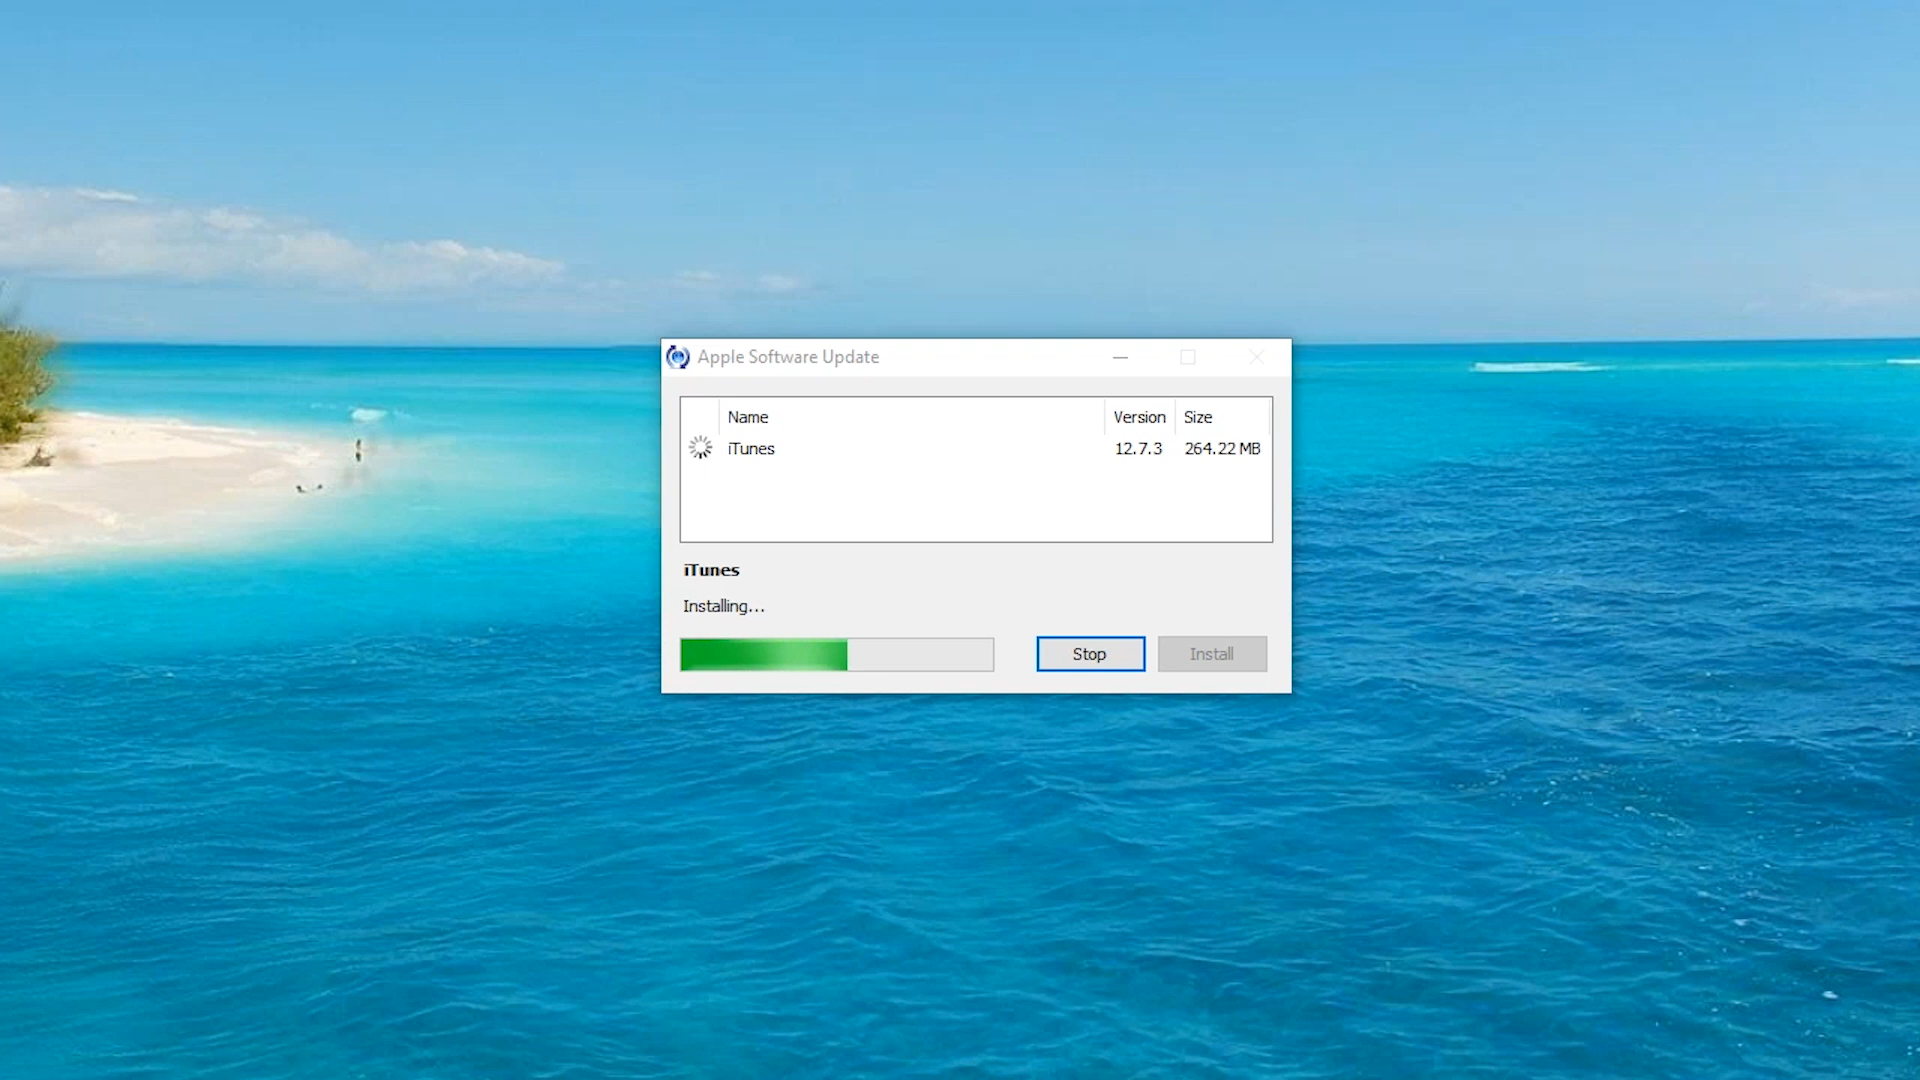 Apple Software Update
Name Version Size
iTunes 12.7.3 264.22 MB
iTunes
Installing...
Stop Install